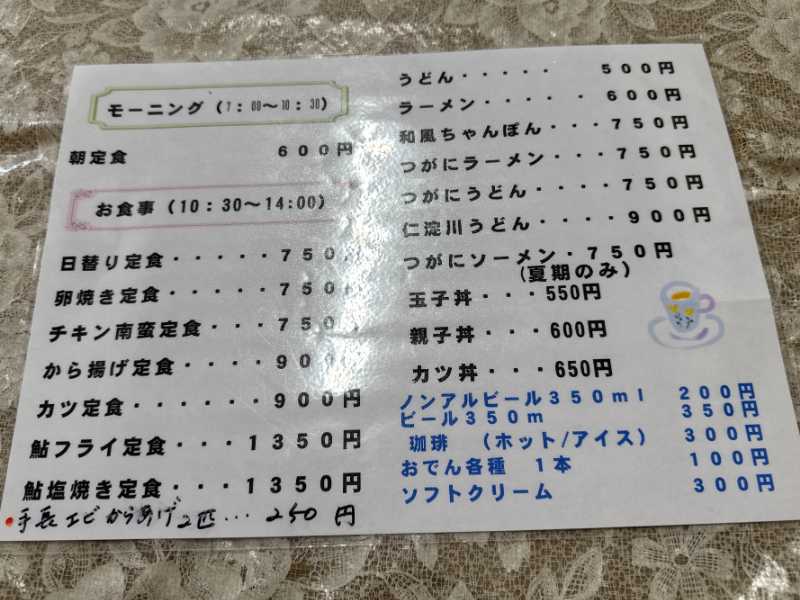 モーニング（7：00〜10：30）
朝定食 ６００円
お食事（10：30〜14:00）
日替り定食・・・・・７５０円
卵焼き定食・・・・・７５０
チキン南蛮定食・・・７５０
から揚げ定食・・・・９００
カツ定食・・・・・・９００円
鮎フライ定食・・・１３５０円
鮎塩焼き定食・・・１３５０円
手長エビからあげ2匹... 250円
うどん・・・・・ ５００円
ラーメン・・・・・６００円
和風ちゃんぽん・・・７５０円
つがにラーメン・・・７５０円
つがにうどん・・・・７５０円
仁淀川うどん・・・・９００円
つがにソーメン・７５０円
(夏期のみ)
玉子丼・・・550円
親子丼・・・600円
カツ丼・・・650円
ノンアルビール３５０ｍｌ ２００円
ビール３５０ｍ ３５０円
珈琲 （ホット/アイス） ３００円
おでん各種 １本 １００円
ソフトクリーム ３００円